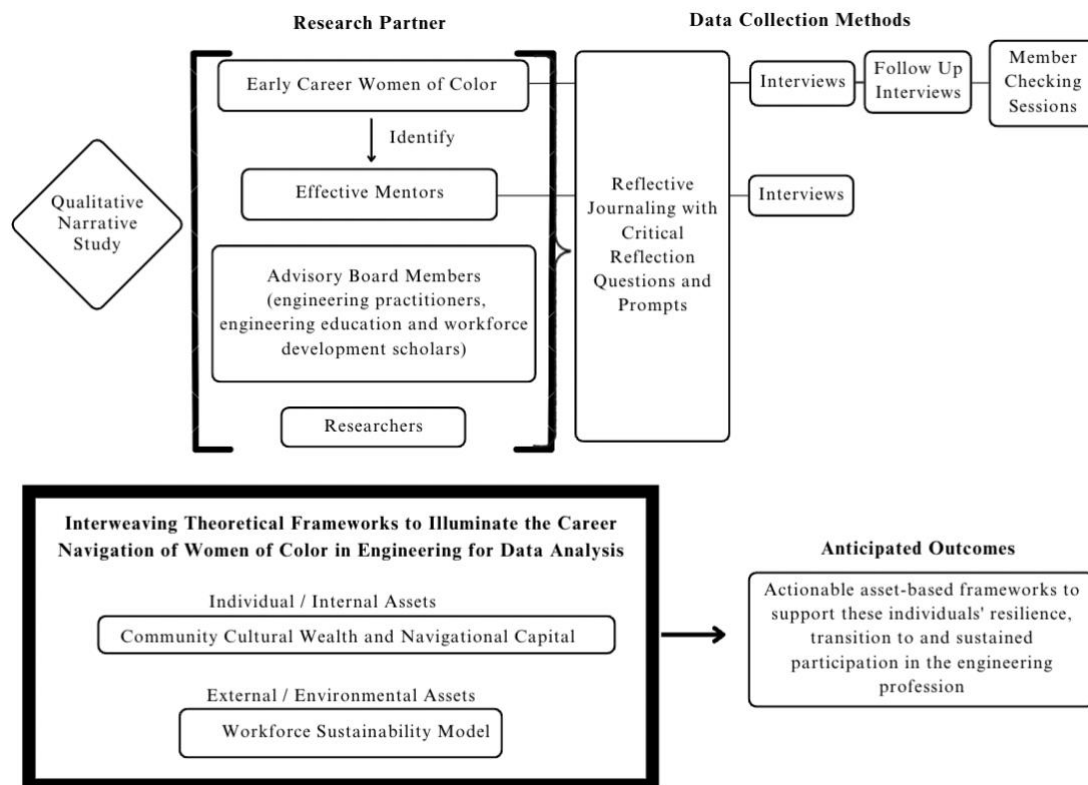 Research Partner
Data Collection Methods
Qualitative
Narrative
Study
Early Career Women of Color
Identify
Effective Mentors
Advisory Board Members
(engineering practitioners,
engineering education and workforce
development scholars)
Researchers
Reflective
Journaling with
Critical
Reflection
Questions and
Prompts
Interviews
Follow Up
Interviews
Member
Checking
Sessions
Interviews
Interweaving Theoretical Frameworks to Illuminate the Career
Navigation of Women of Color in Engineering for Data Analysis
Individual / Internal Assets
Community Cultural Wealth and Navigational Capital
External / Environmental Assets
Workforce Sustainability Model
Anticipated Outcomes
Actionable asset-based frameworks to
support these individuals' resilience,
transition to and sustained
participation in the engineering
profession